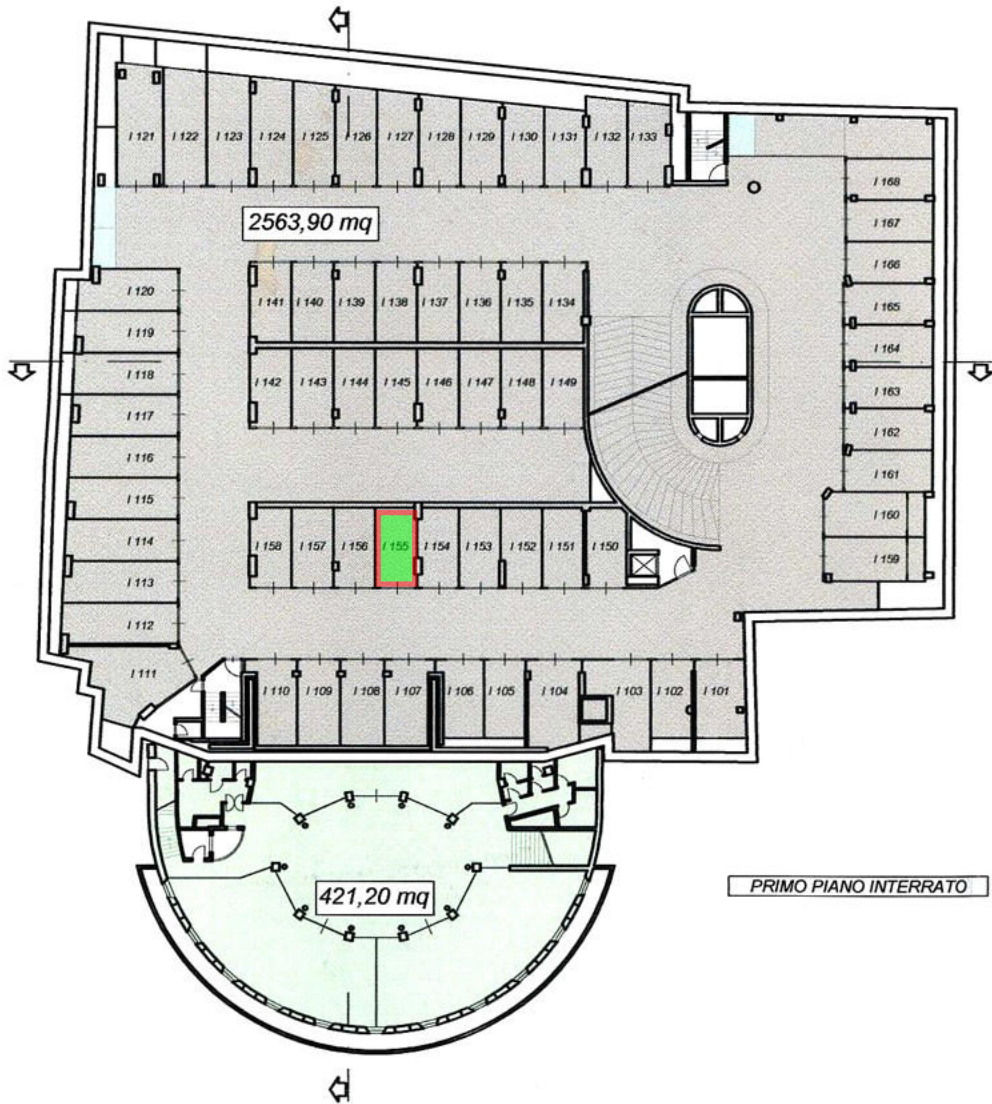 I 121 I 122 I 123 I 124 I 125 I 126 I 127 I 128 I 129 I 130 I 131 I 132 I 133
I 168
2563,90 mq
I 167
I 166
I 120
I 141 I 140 I 139 I 138 I 137 I 136 I 135 I 134
I 165
I 119
I 164
I 118
I 142 I 143 I 144 I 145 I 146 I 147 I 148 I 149
I 163
I 117
I 162
I 116
I 161
I 115
I 160
I 114
I 158 I 157 I 156 I 155 I 154 I 153 I 152 I 151 I 150
I 159
I 113
I 112
I 111
I 110 I 109 I 108 I 107 I 106 I 105 I 104 I 103 I 102 I 101
421,20 mq
PRIMO PIANO INTERRATO